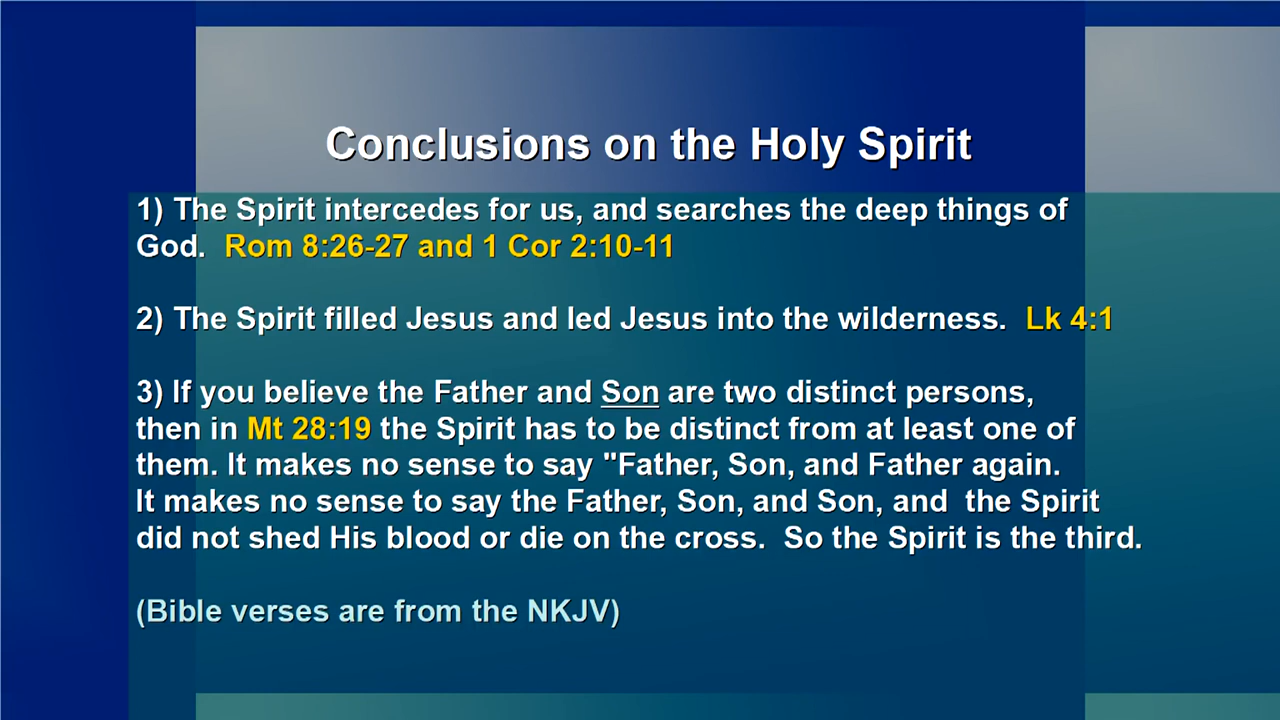 Conclusions on the Holy Spirit
1) The Spirit intercedes for us, and searches the deep things of
God.  Rom 8:26-27 and 1 Cor 2:10-11
2) The Spirit filled Jesus and led Jesus into the wilderness.  Lk 4:1
3) If you believe the Father and Son are two distinct persons,
then in Mt 28:19 the Spirit has to be distinct from at least one of
them. It makes no sense to say "Father, Son, and Father again.
It makes no sense to say the Father, Son, and Son, and  the Spirit
did not shed His blood or die on the cross.  So the Spirit is the third.
(Bible verses are from the NKJV)